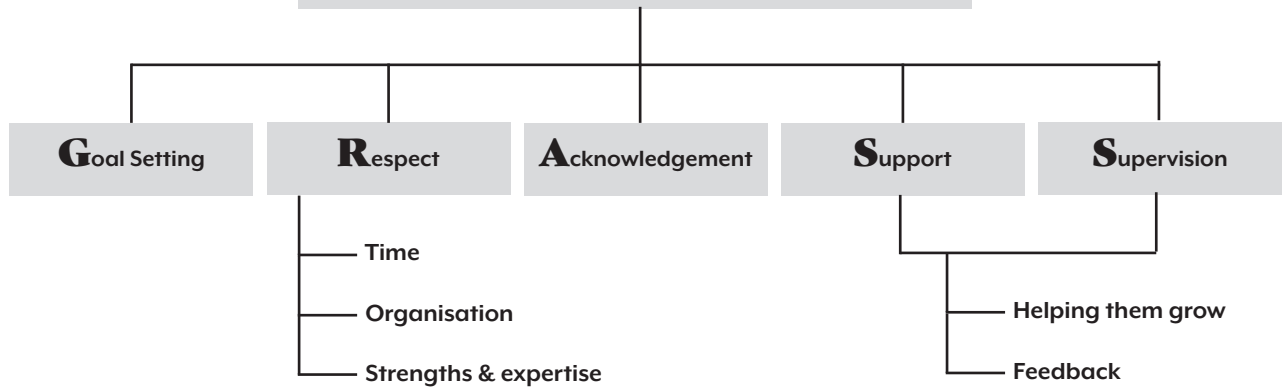 Goal Setting
Respect
Acknowledgement
Support
Supervision
Time
Organisation
Strengths & expertise
Helping them grow
Feedback